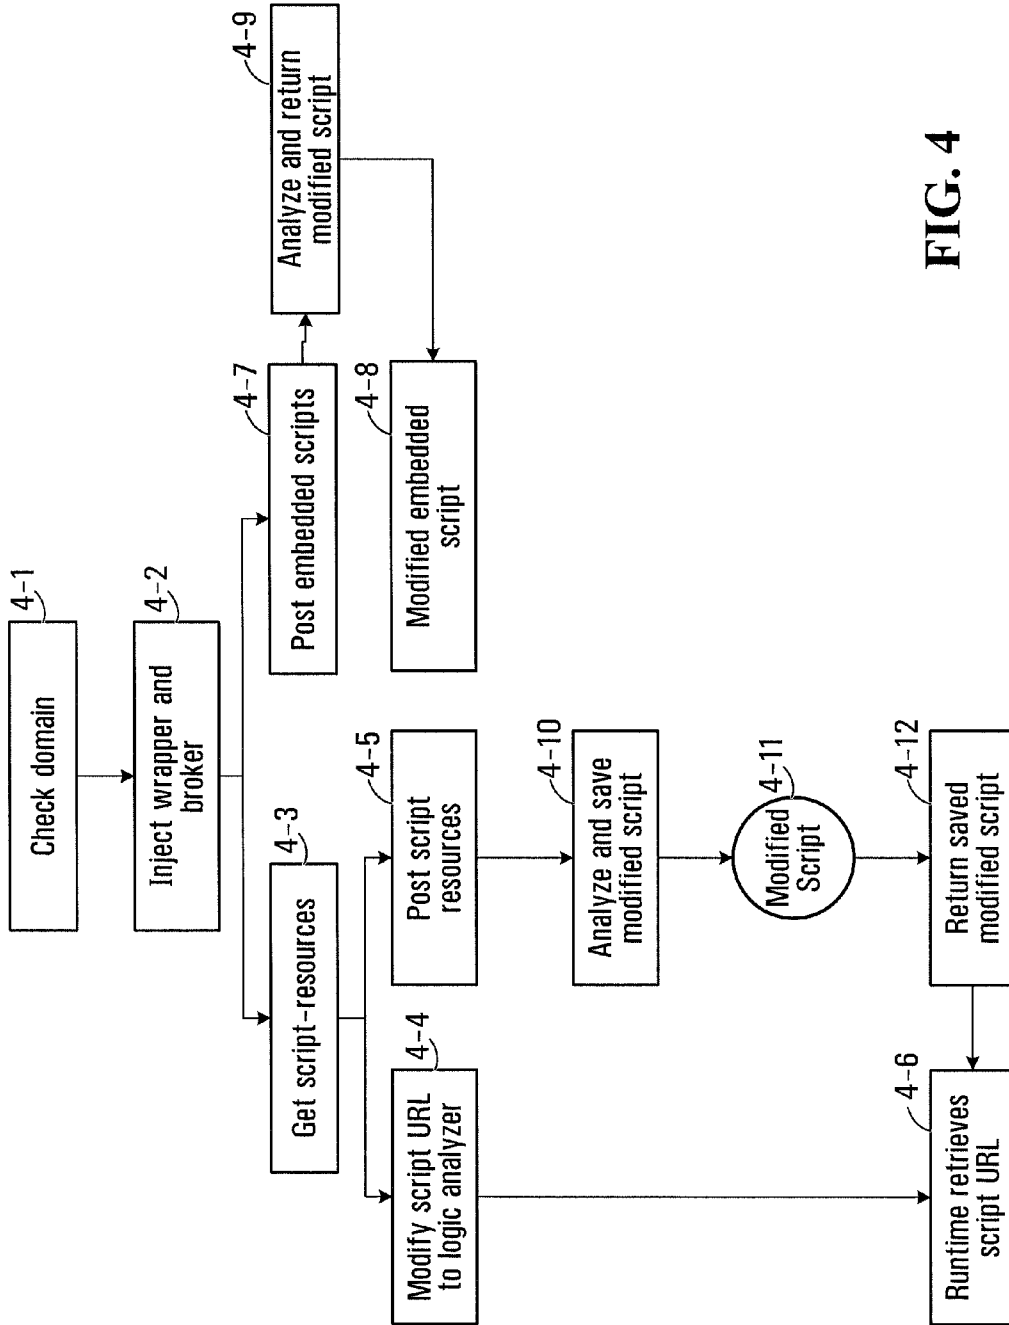 4-1
Check domain
4-2
Inject wrapper and
broker
4-3
Get script-resources
4-4
Modify script URL
to logic analyzer
4-5
Post script
resources
4-10
Analyze and save
modified script
4-11
Modified
Script
4-12
Return saved
modified script
4-6
Runtime retrieves
script URL
4-7
Post embedded scripts
4-9
Analyze and return
modified script
4-8
Modified embedded
script
FIG. 4